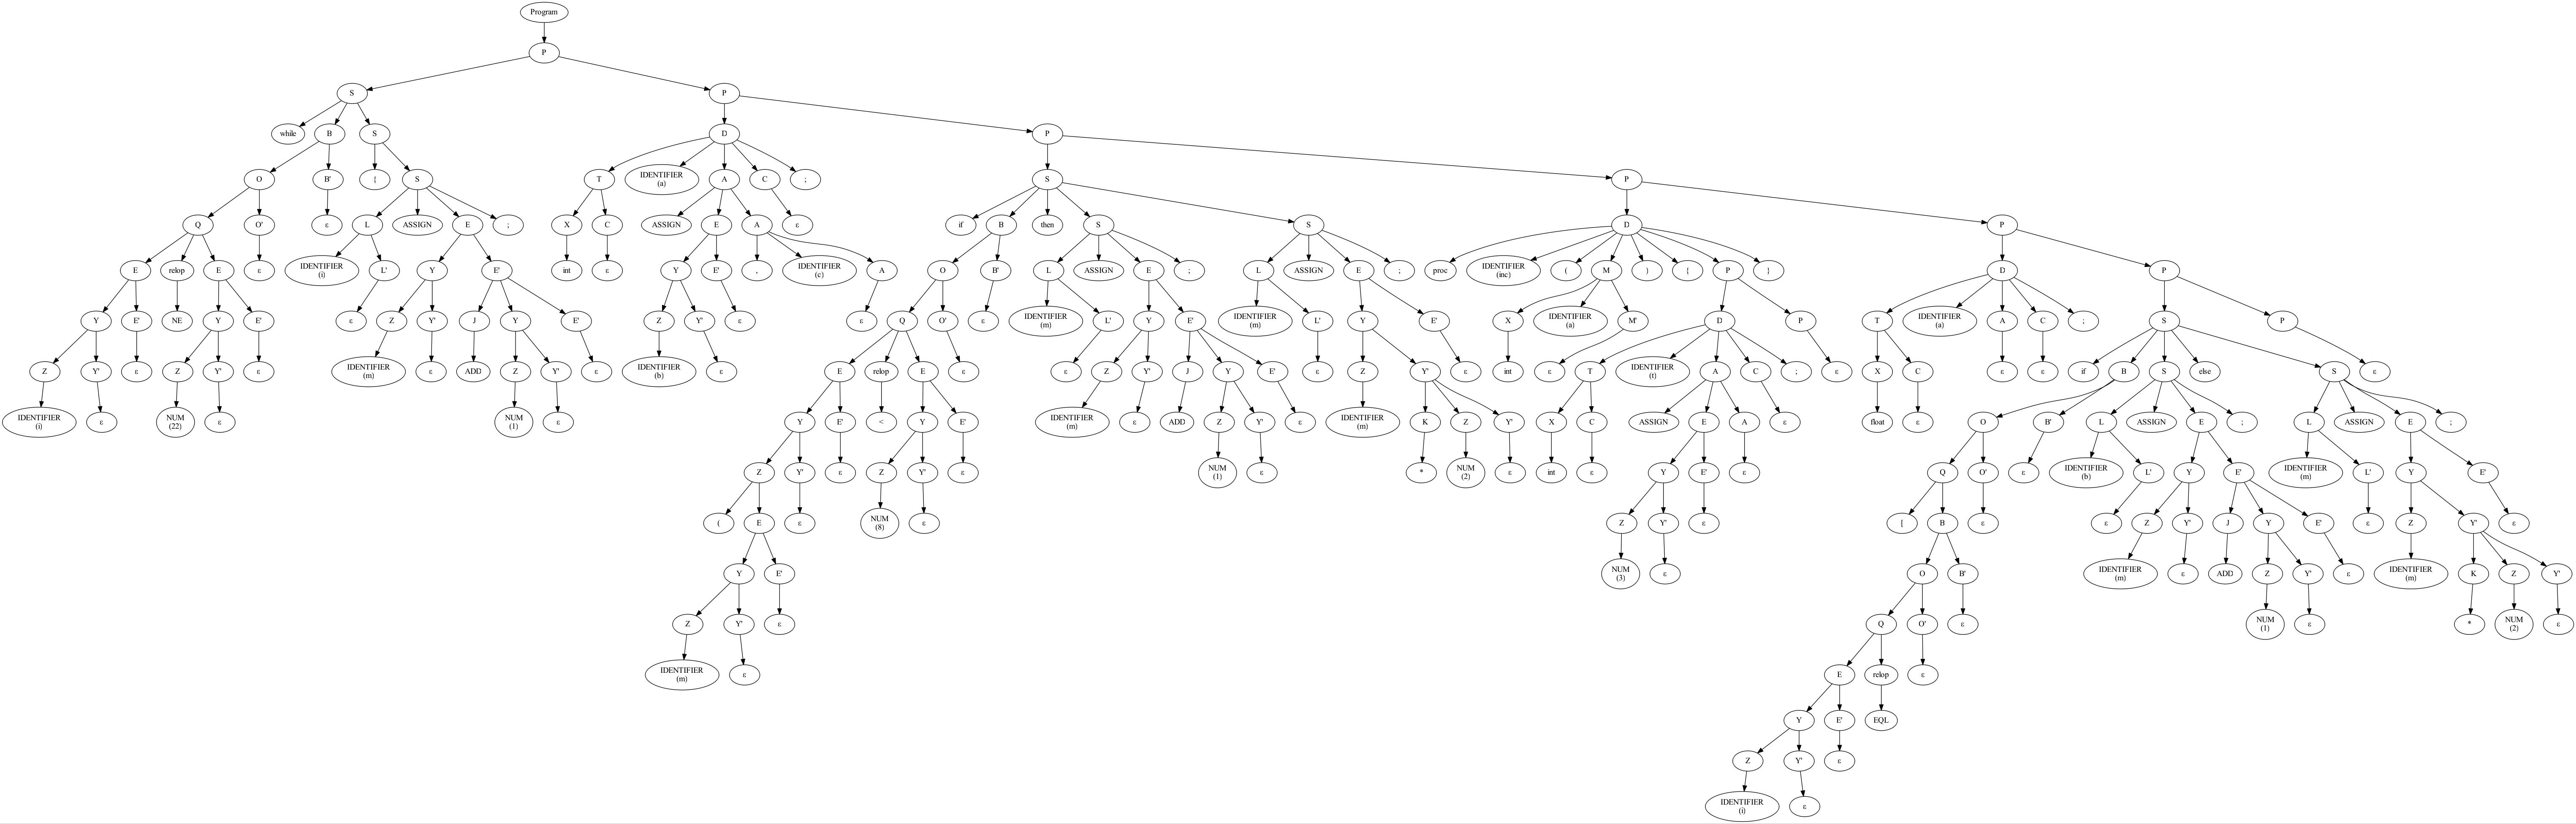 Program
P
S P
while B S D P
O B' { S T IDENTIFIER (a) A C ; S P
Q O' ε L ASSIGN E ; X C ASSIGN E A ε if B then S S D P
E relop E ε IDENTIFIER (i) L' Y E' int ε Y E' , IDENTIFIER (c) A O B' L ASSIGN E ; L ASSIGN E ; proc IDENTIFIER (inc) ( M ) { P } D P
Y E' NE Y E' ε Z Y' J Y E' Z Y' ε ε Q O' ε IDENTIFIER (m) L' Y E' IDENTIFIER (m) L' Y E' X IDENTIFIER (a) M' D P T IDENTIFIER (a) A C ; S P
Z Y' ε Z Y' ε IDENTIFIER (m) ε ADD Z Y' ε IDENTIFIER (b) ε E relop E ε ε Z Y' J Y E' ε Z Y' ε int ε T IDENTIFIER (t) A C ; ε X C ε ε if B S else S ε
IDENTIFIER (i) ε NUM (22) ε NUM (1) ε Y E' < Y E' IDENTIFIER (m) ε ADD Z Y' ε IDENTIFIER (m) K Z Y' X C ASSIGN E A ε float ε O B' L ASSIGN E ; L ASSIGN E ;
Z Y' ε Z Y' ε NUM (1) ε * NUM (2) ε int ε Y E' ε Q O' ε IDENTIFIER (b) L' Y E' IDENTIFIER (m) L' Y E'
( E ε NUM (8) ε Z Y' ε [ B ε ε Z Y' J Y E' ε Z Y' ε
Y E' NUM (3) ε O B' IDENTIFIER (m) ε ADD Z Y' ε IDENTIFIER (m) K Z Y'
Z Y' ε Q O' ε NUM (1) ε * NUM (2) ε
IDENTIFIER (m) ε E relop ε
Y E' EQL
Z Y' ε
IDENTIFIER (i) ε